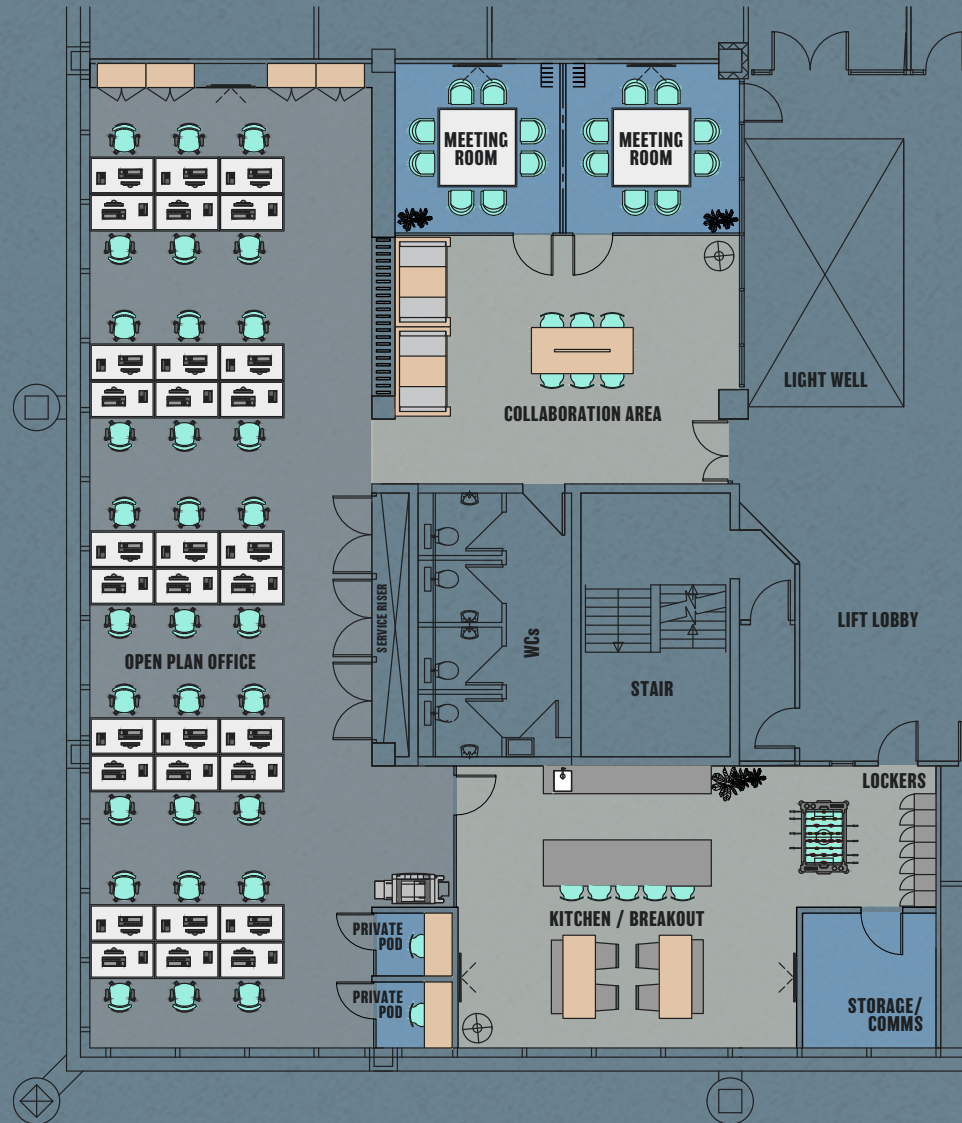 MEETING
ROOM
MEETING
ROOM
LIGHT WELL
COLLABORATION AREA
SERVICE RISER
WCs
LIFT LOBBY
OPEN PLAN OFFICE
STAIR
LOCKERS
KITCHEN / BREAKOUT
PRIVATE
POD
PRIVATE
POD
STORAGE/
COMMS